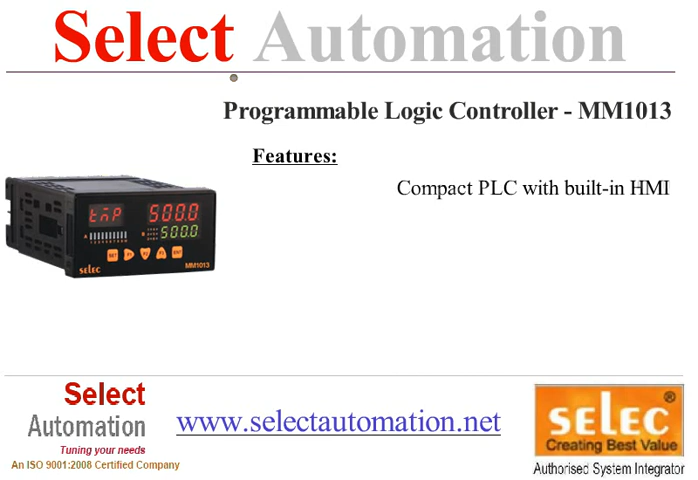 Select Automation
Programmable Logic Controller - MM1013
Features:
Compact PLC with built-in HMI
tmP 500.0
500.0
SET
ENT
selec
MM1013
Select
Automation
Tuning your needs
An ISO 9001:2008 Certified Company
www.selectautomation.net
selec ®
Creating Best Value
Authorised System Integrator